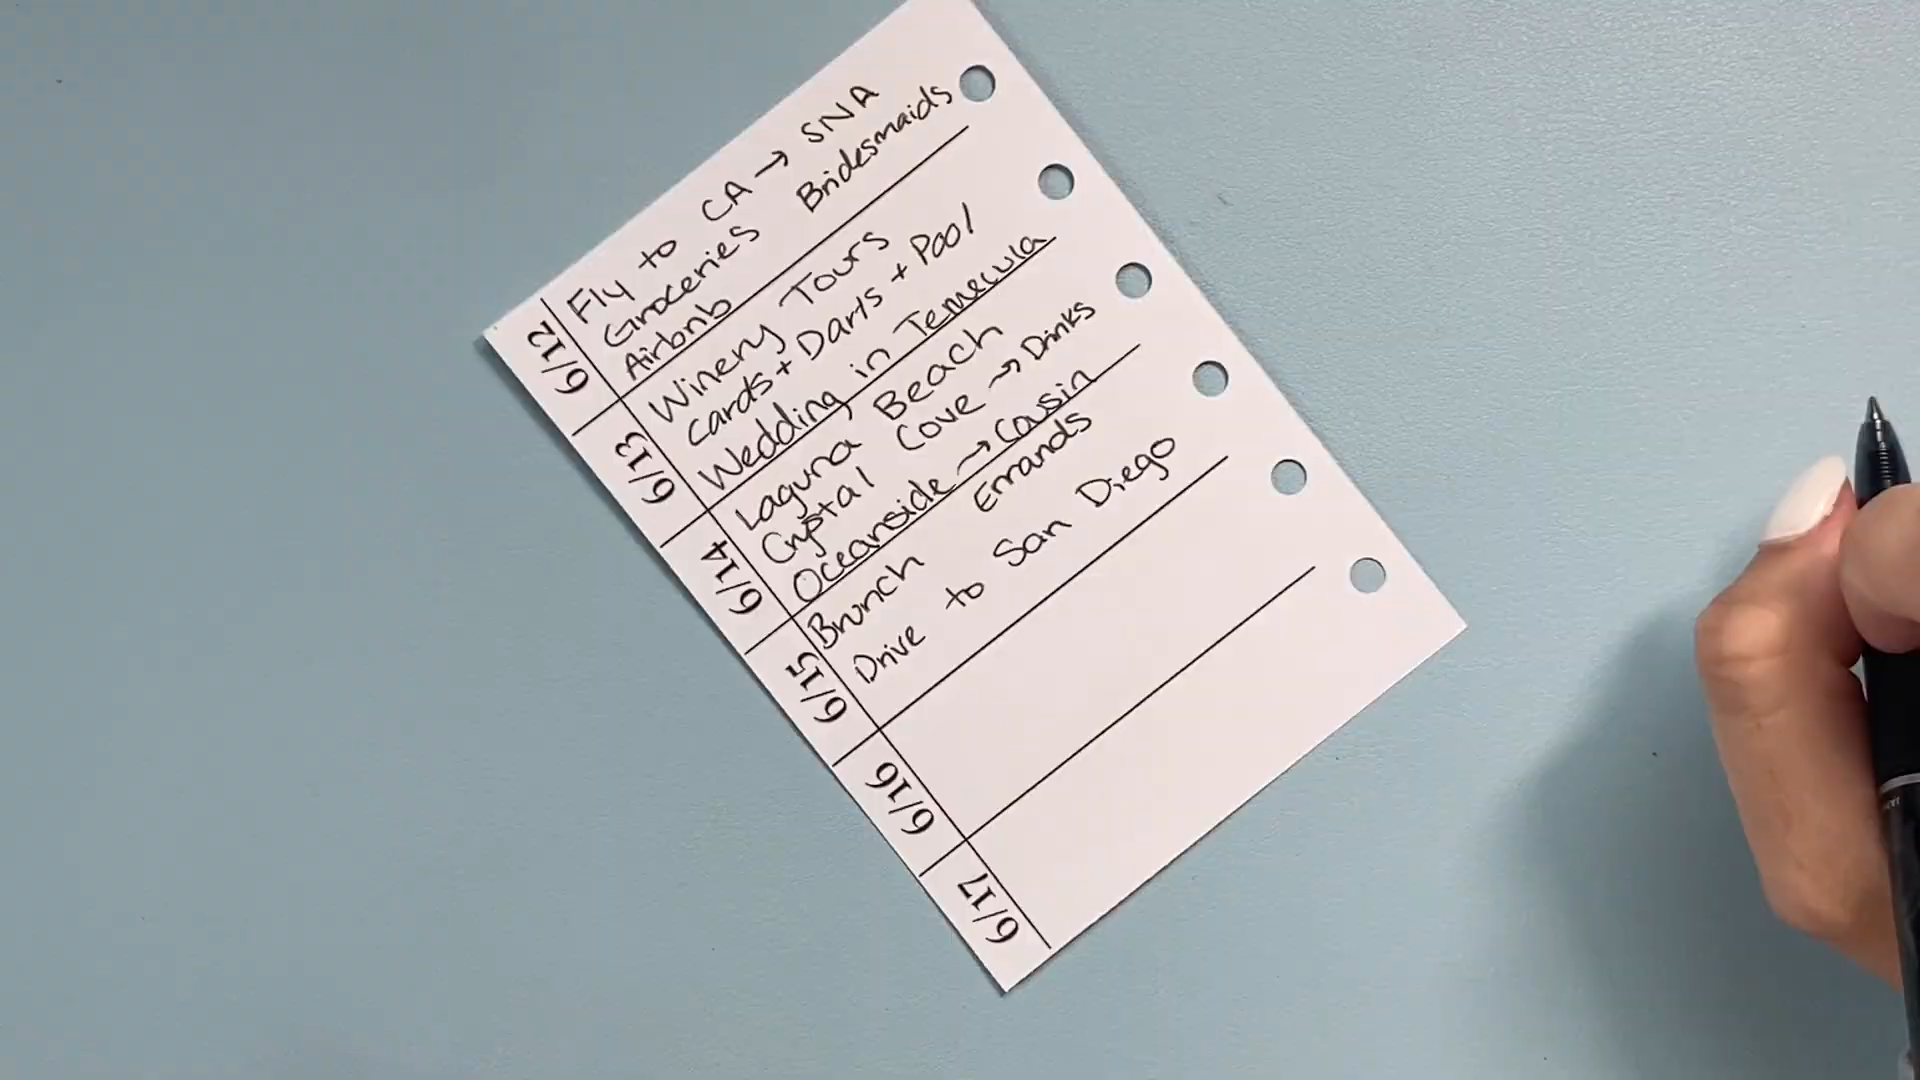 6/12
Fly to CA → SNA
Groceries Bridesmaids
Airbnb
6/13
Winery Tours
Cards + Darts + Pool
Wedding in Temecula
6/14
Laguna Beach
Crystal Cove → Drinks
Oceanside → Cousin
6/15
Brunch Errands
Drive to San Diego
6/16
6/17